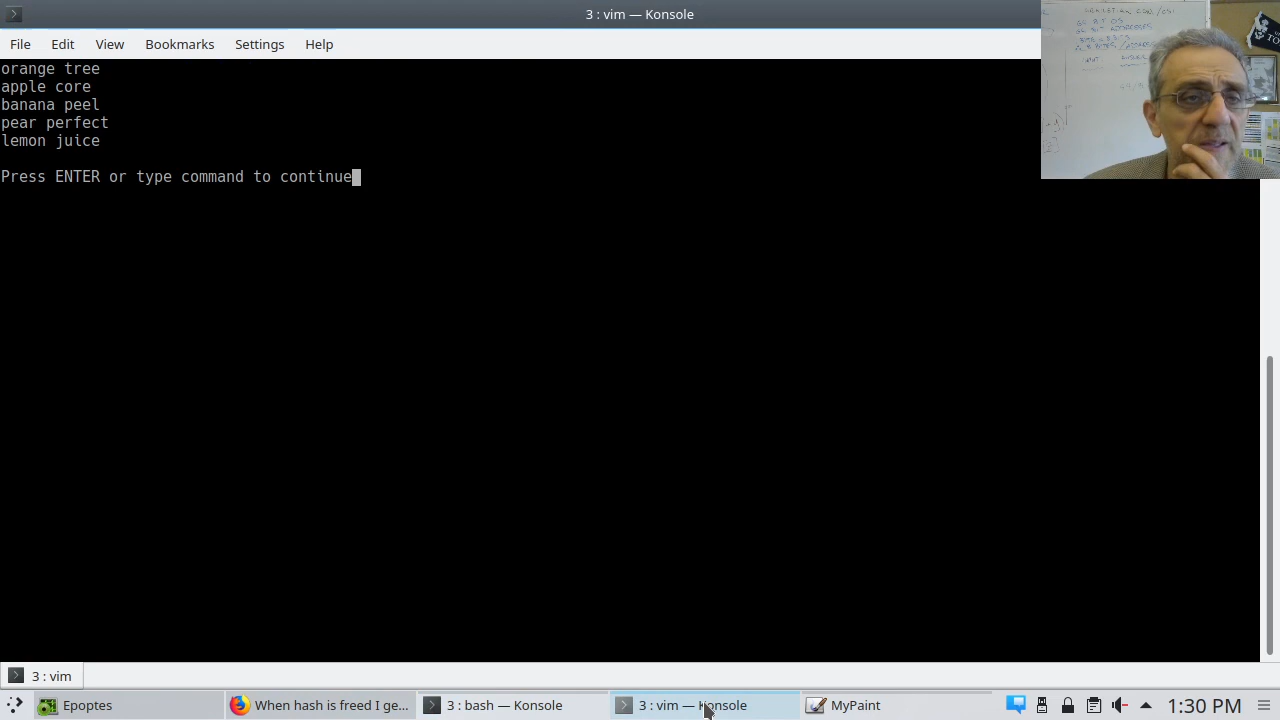 3 : vim — Konsole
File Edit View Bookmarks Settings Help
orange tree
apple core
banana peel
pear perfect
lemon juice
Press ENTER or type command to continue
3 : vim
Epoptes When hash is freed I ge... 3 : bash — Konsole 3 : vim — Konsole MyPaint 1:30 PM